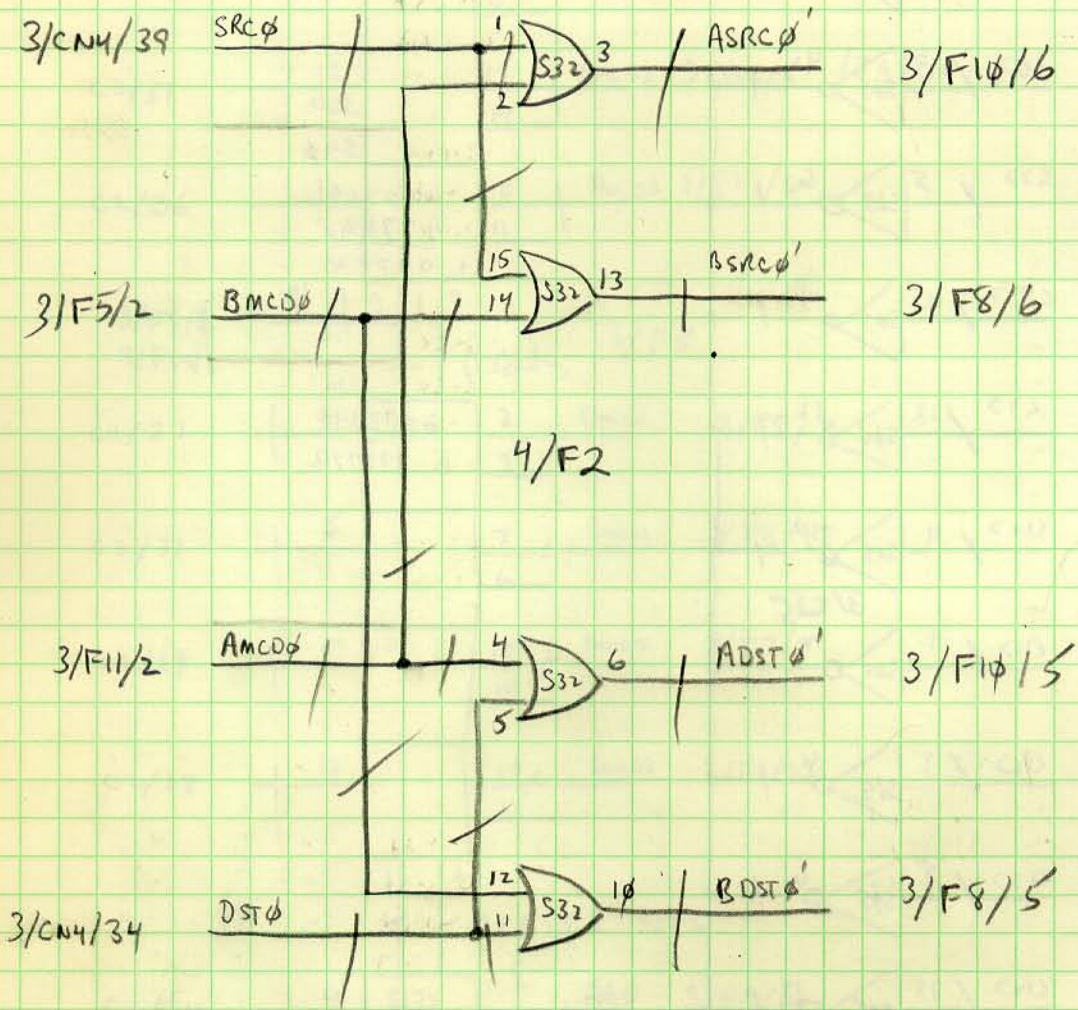 3/CN4/39 SRCØ 1 2 S32 3 ASRCØ' 3/F1Ø/6
3/F5/2 BMCDØ 15 14 S32 13 BSRCØ' 3/F8/6
4/F2
3/F11/2 AMCDØ 4 5 S32 6 ADSTØ' 3/F1Ø/5
3/CN4/34 DSTØ 12 11 S32 1Ø BDSTØ' 3/F8/5